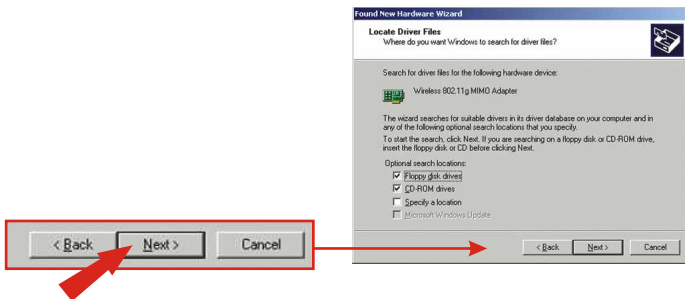 Found New Hardware Wizard
Locate Driver Files
Where do you want Windows to search for driver files?
Search for driver files for the following hardware device:
Wireless 802.11g MIMO Adapter
The wizard searches for suitable drivers in its driver database on your computer and in
any of the following optional search locations that you specify.
To start the search, click Next. If you are searching on a floppy disk or CD-ROM drive,
insert the floppy disk or CD before clicking Next.
Optional search locations:
Floppy disk drives
CD-ROM drives
Specify a location
Microsoft Windows Update
< Back Next > Cancel
< Back Next > Cancel